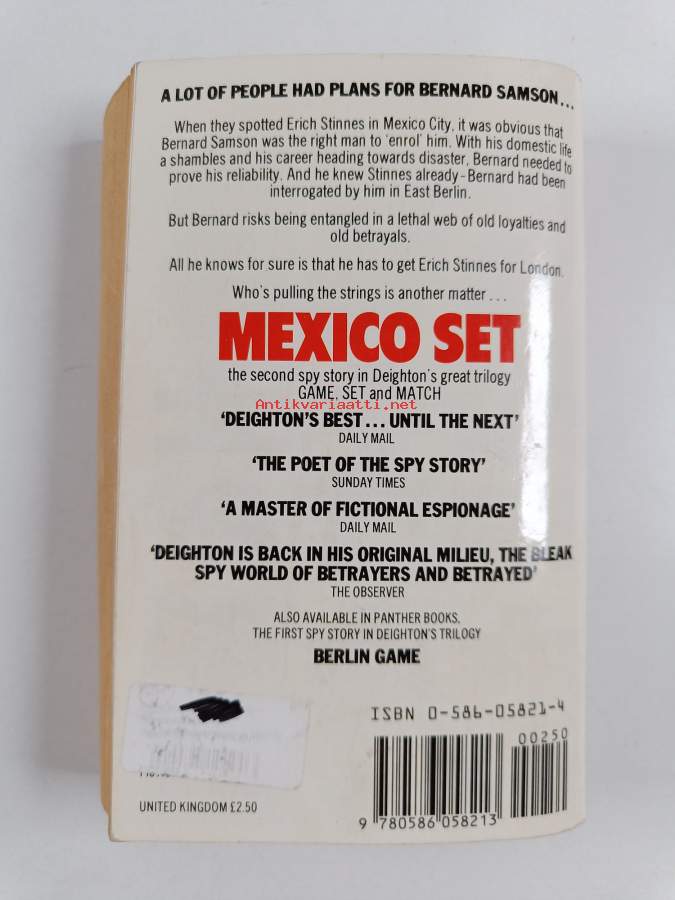 A LOT OF PEOPLE HAD PLANS FOR BERNARD SAMSON...
When they spotted Erich Stinnes in Mexico City, it was obvious that
Bernard Samson was the right man to 'enrol' him. With his domestic life
a shambles and his career heading towards disaster, Bernard needed to
prove his reliability. And he knew Stinnes already – Bernard had been
interrogated by him in East Berlin.
But Bernard risks being entangled in a lethal web of old loyalties and
old betrayals.
All he knows for sure is that he has to get Erich Stinnes for London.
Who's pulling the strings is another matter...
MEXICO SET
the second spy story in Deighton's great trilogy
GAME, SET and MATCH
Antikvariaatti.net
'DEIGHTON'S BEST... UNTIL THE NEXT'
DAILY MAIL
'THE POET OF THE SPY STORY'
SUNDAY TIMES
'A MASTER OF FICTIONAL ESPIONAGE'
DAILY MAIL
'DEIGHTON IS BACK IN HIS ORIGINAL MILIEU, THE BLEAK
SPY WORLD OF BETRAYERS AND BETRAYED'
THE OBSERVER
ALSO AVAILABLE IN PANTHER BOOKS,
THE FIRST SPY STORY IN DEIGHTON'S TRILOGY
BERLIN GAME
ISBN 0-586-05821-4
00250
UNITED KINGDOM £2.50
9 780586 058213